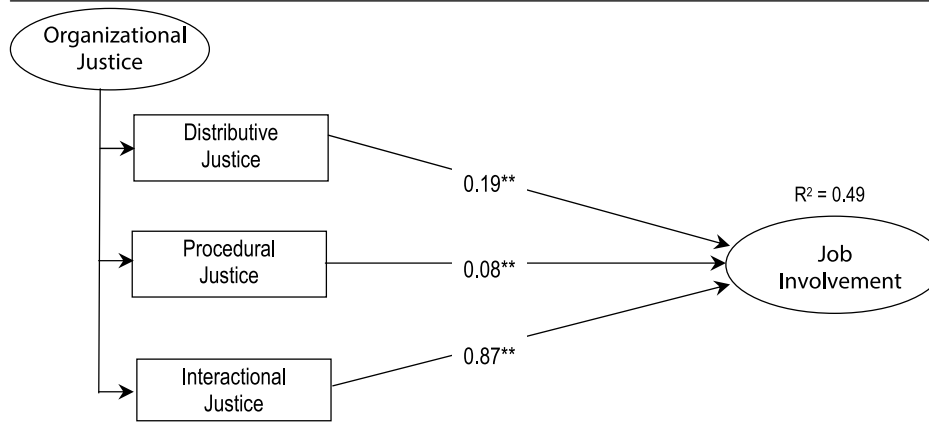 Organizational
Justice
Distributive
Justice
0.19**
R² = 0.49
Procedural
Justice
0.08**
Job
Involvement
0.87**
Interactional
Justice